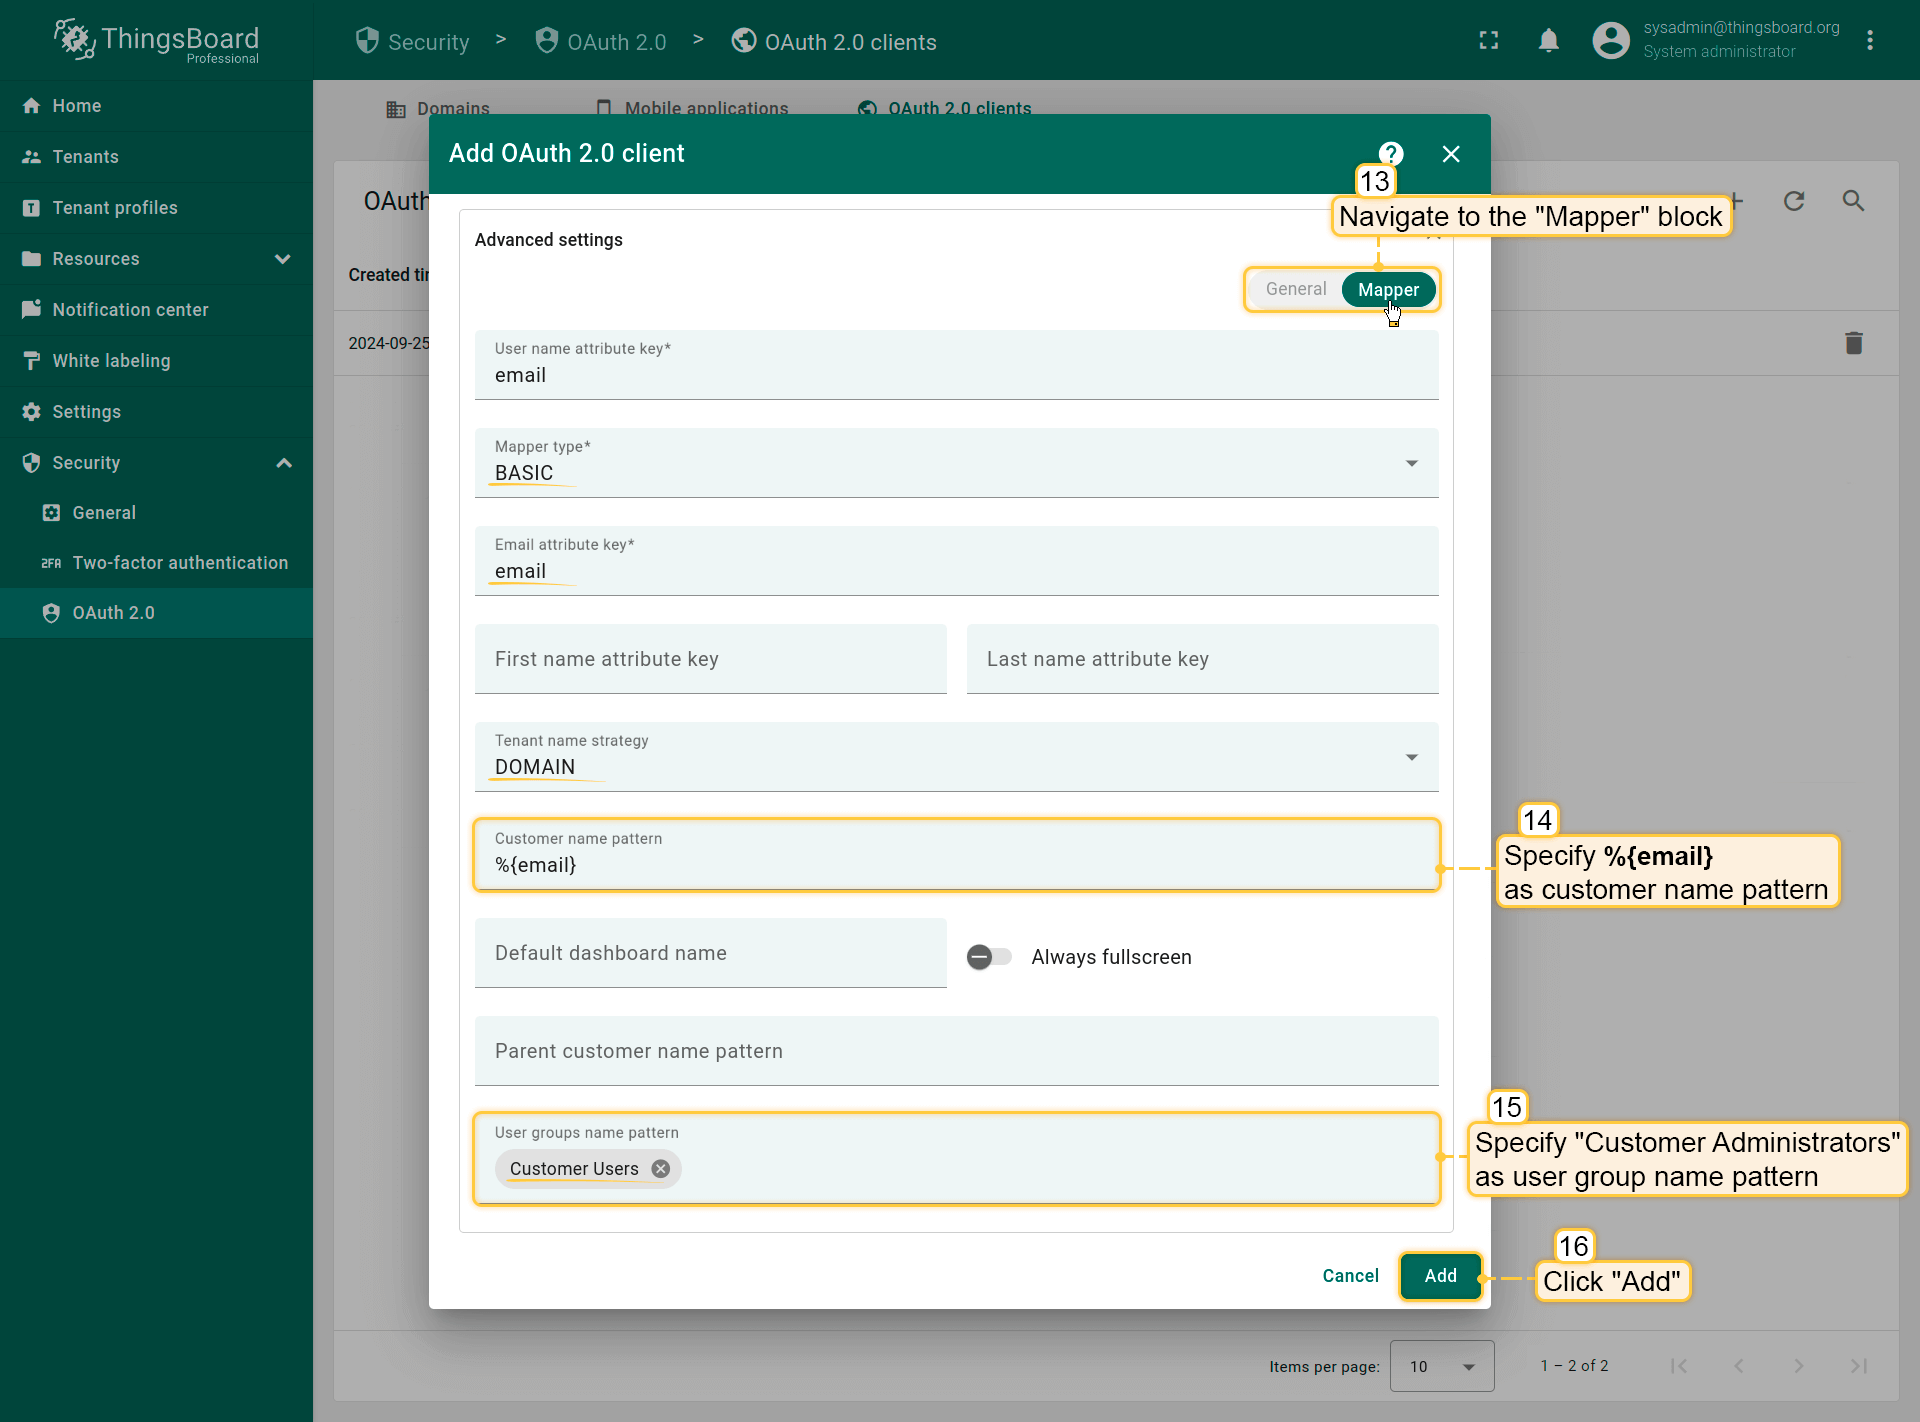 ThingsBoard
Professional
Security > OAuth 2.0 > OAuth 2.0 clients
sysadmin@thingsboard.org
System administrator
Home
Tenants
Tenant profiles
Resources
Notification center
White labeling
Settings
Security
General
2FA Two-factor authentication
OAuth 2.0
Domains
Mobile applications
OAuth 2.0 clients
OAuth
Created tir
2024-09-25
Add OAuth 2.0 client
13
Navigate to the "Mapper" block
Advanced settings
General
Mapper
User name attribute key*
email
Mapper type*
BASIC
Email attribute key*
email
First name attribute key
Last name attribute key
Tenant name strategy
DOMAIN
Customer name pattern
%{email}
14
Specify %{email}
as customer name pattern
Default dashboard name
Always fullscreen
Parent customer name pattern
User groups name pattern
Customer Users
15
Specify "Customer Administrators"
as user group name pattern
Cancel
Add
16
Click "Add"
Items per page: 10
1 – 2 of 2